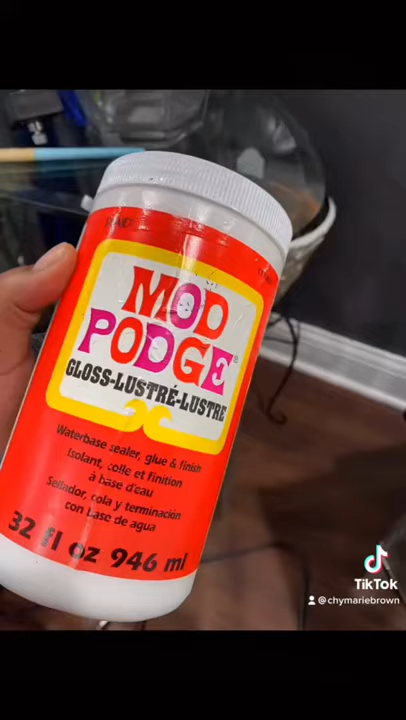 MOD
PODGE®
GLOSS-LUSTRÉ-LUSTRE
Waterbase sealer, glue & finish
Isolant, colle et finition
à base d'eau
Sellador, cola y terminación
con base de agua
32 fl oz 946 ml
TikTok
@chymariebrown